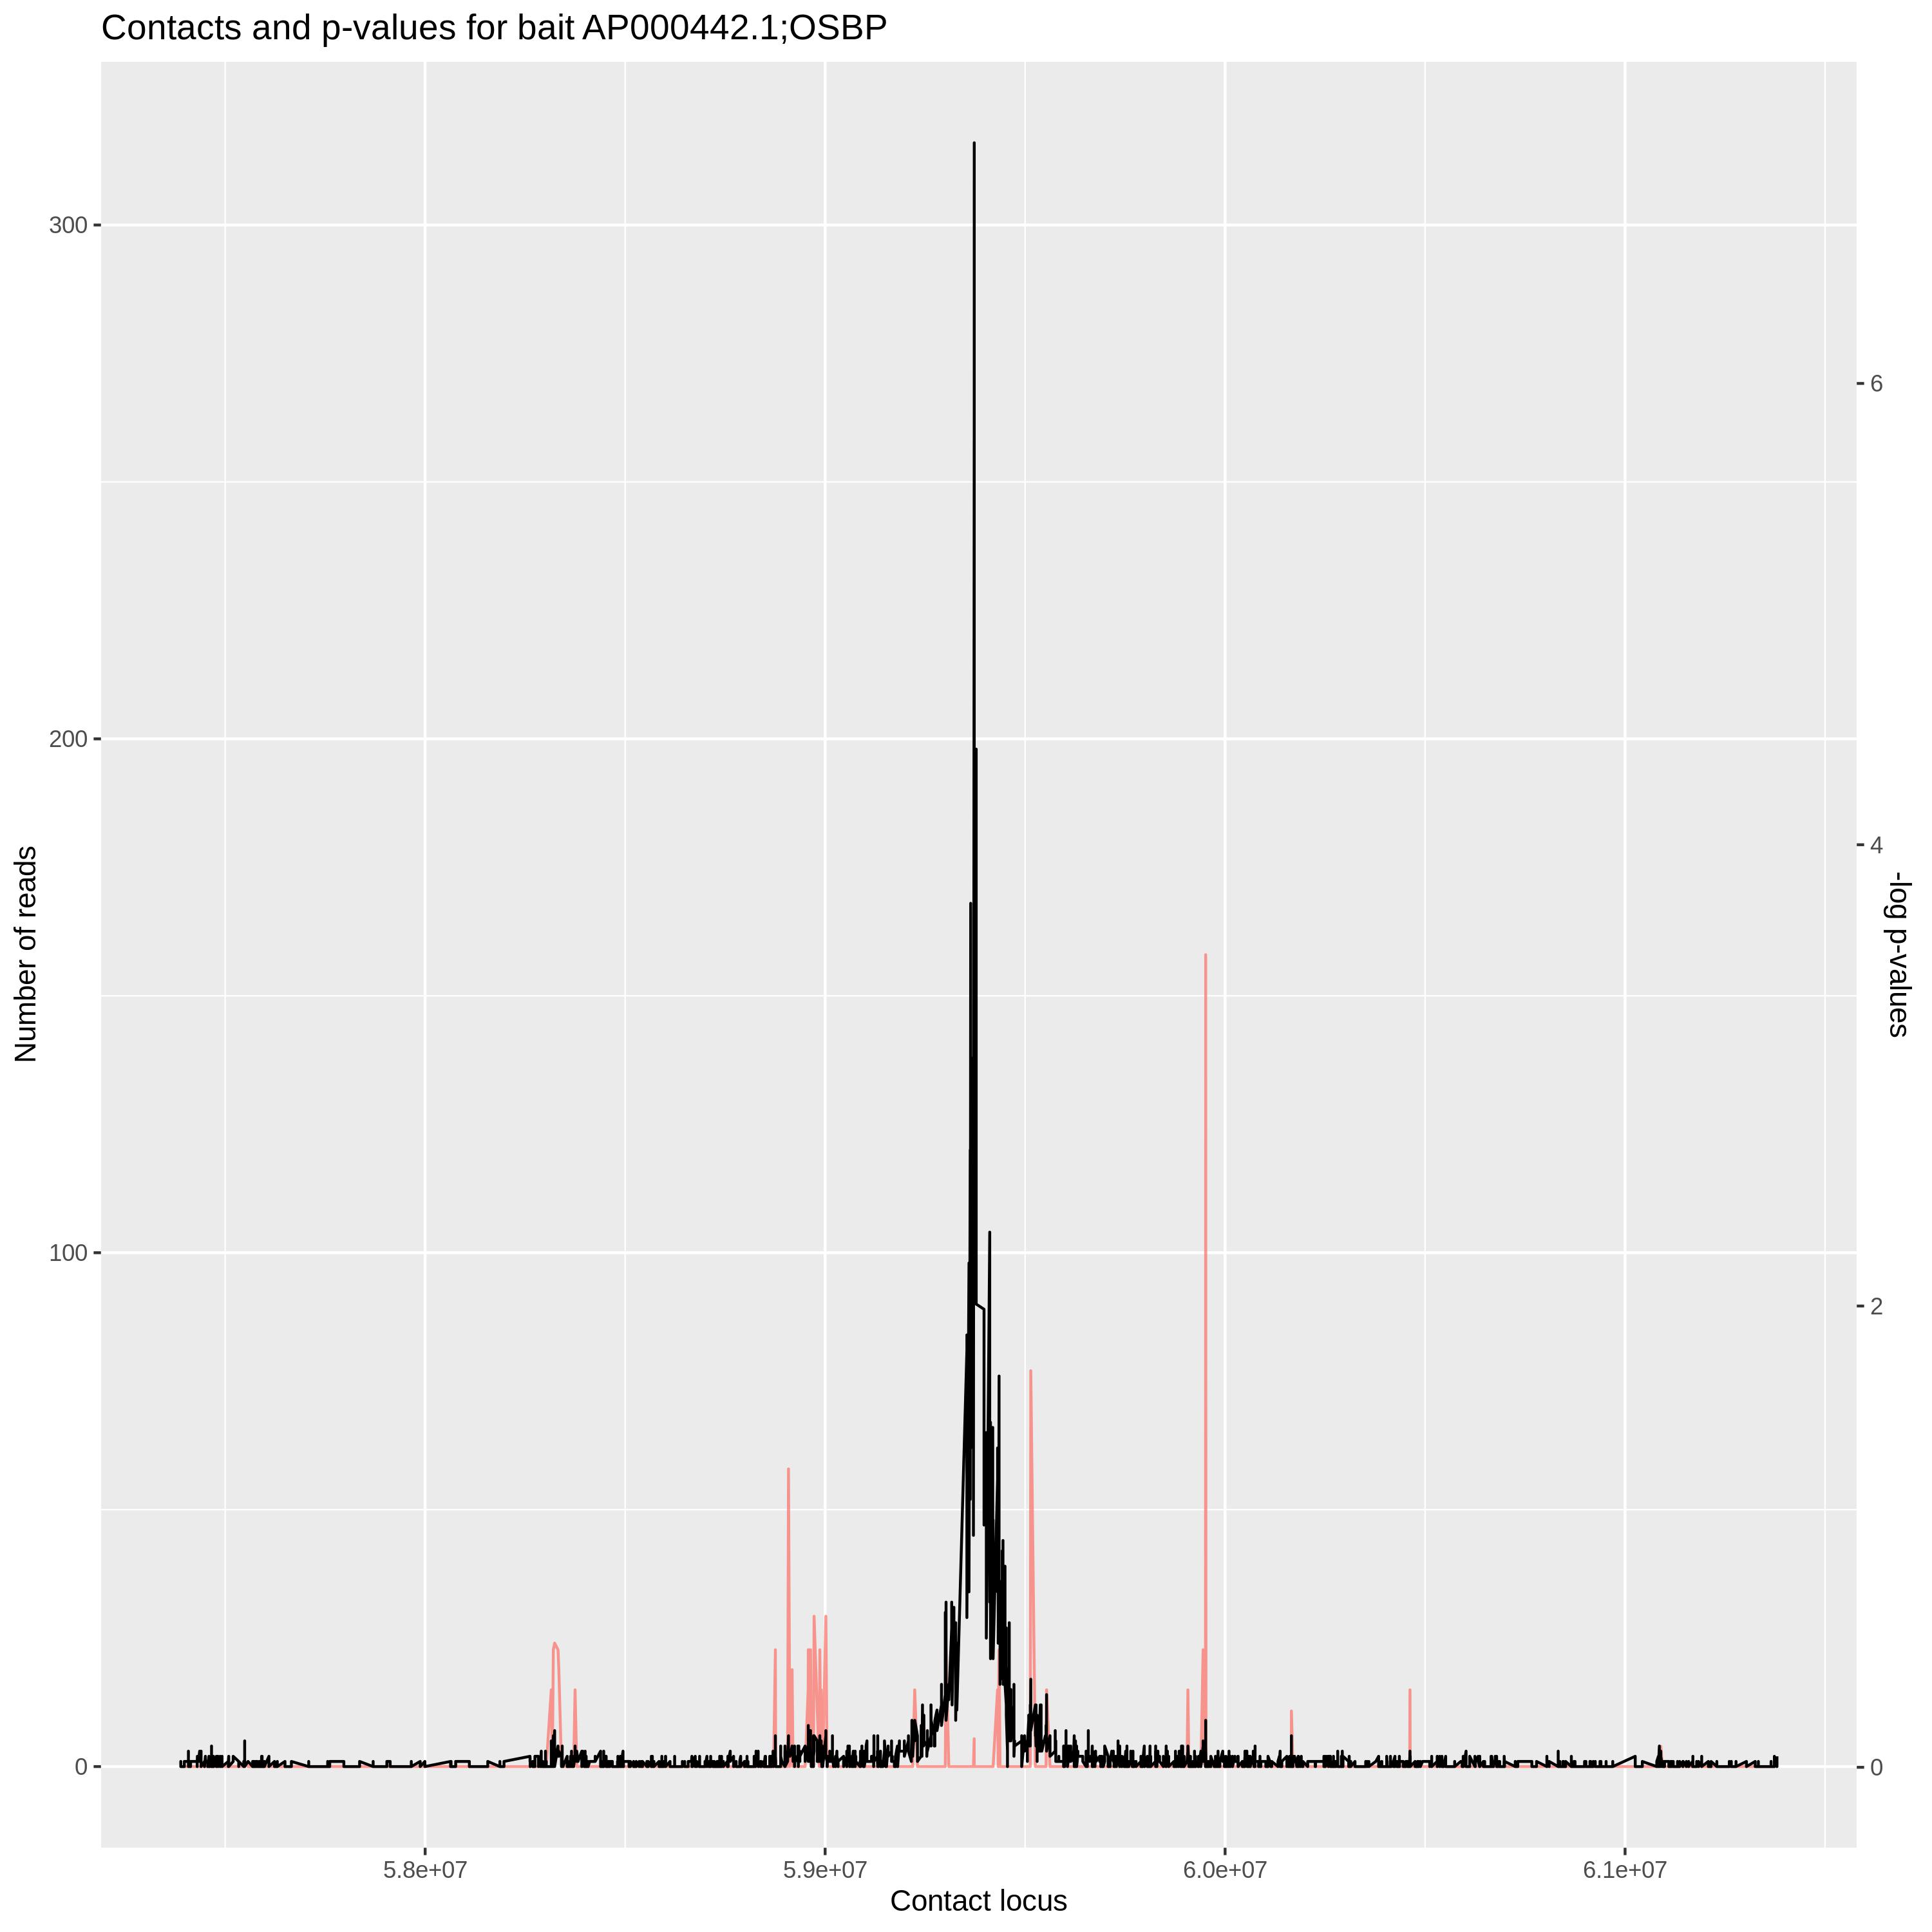 Contacts and p-values for bait AP000442.1;OSBP
300
200
100
0
Number of reads
6
4
2
0
-log p-values
5.8e+07
5.9e+07
6.0e+07
6.1e+07
Contact locus